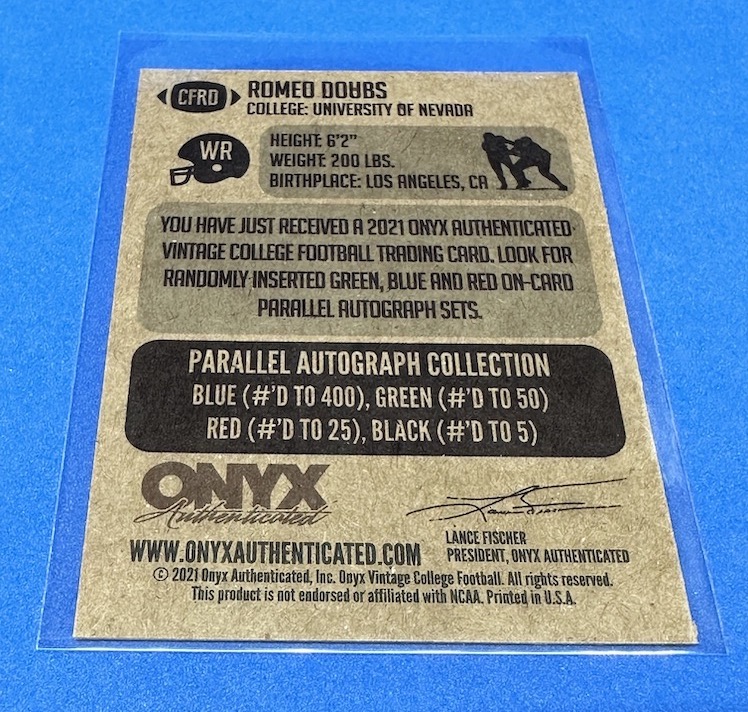 CFRD
ROMEO DOUBS
COLLEGE: UNIVERSITY OF NEVADA
WR
HEIGHT: 6'2"
WEIGHT: 200 LBS.
BIRTHPLACE: LOS ANGELES, CA
YOU HAVE JUST RECEIVED A 2021 ONYX AUTHENTICATED
VINTAGE COLLEGE FOOTBALL TRADING CARD. LOOK FOR
RANDOMLY INSERTED GREEN, BLUE AND RED ON-CARD
PARALLEL AUTOGRAPH SETS.
PARALLEL AUTOGRAPH COLLECTION
BLUE (#'D TO 400), GREEN (#'D TO 50)
RED (#'D TO 25), BLACK (#'D TO 5)
ONYX
Authenticated
LANCE FISCHER
PRESIDENT, ONYX AUTHENTICATED
WWW.ONYXAUTHENTICATED.COM
© 2021 Onyx Authenticated, Inc. Onyx Vintage College Football. All rights reserved.
This product is not endorsed or affiliated with NCAA. Printed in U.S.A.